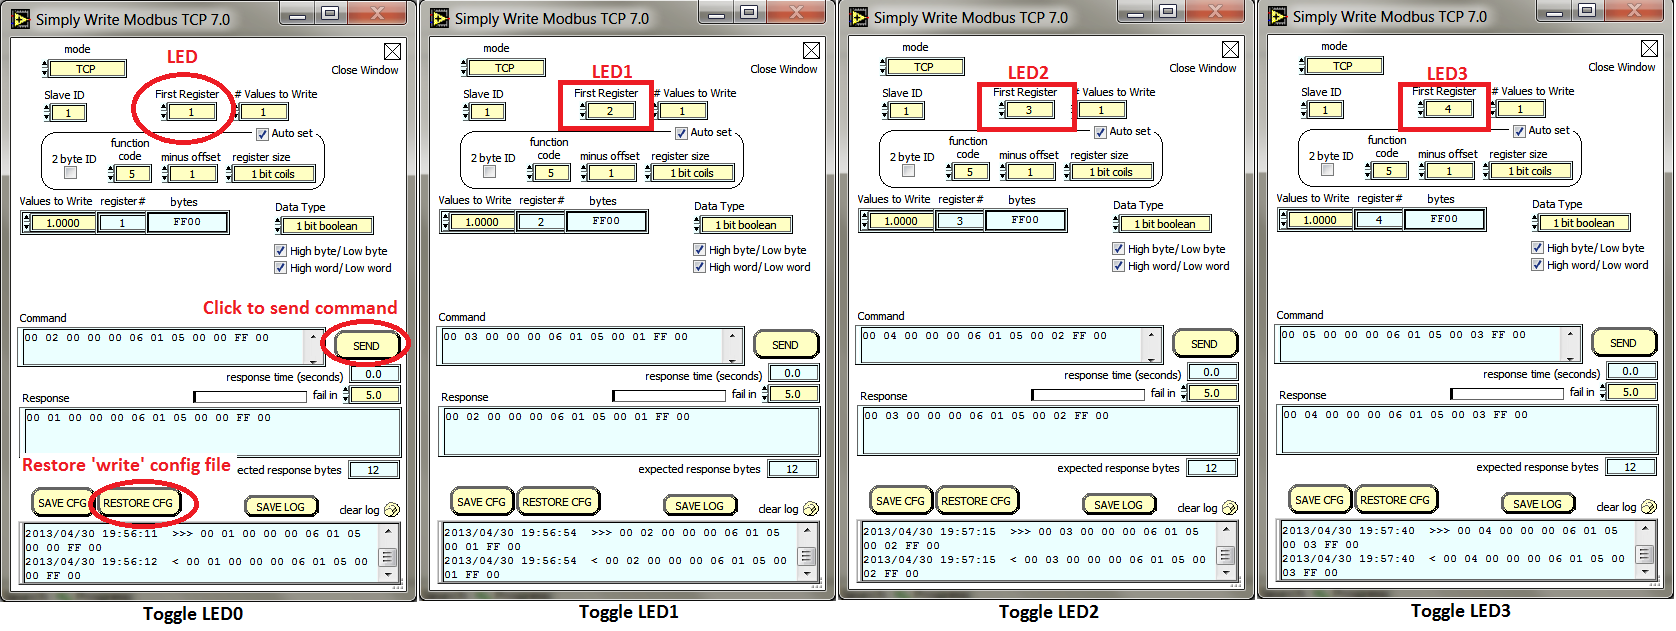 Simply Write Modbus TCP 7.0
mode
TCP
LED
Close Window
Slave ID
First Register
# Values to Write
1
1
1
Auto set
2 byte ID
function
code
minus offset
register size
5
1
1 bit coils
Values to Write
register#
bytes
1.0000
1
FF00
Data Type
1 bit boolean
High byte/ Low byte
High word/ Low word
Click to send command
Command
00 02 00 00 00 06 01 05 00 00 FF 00
SEND
response time (seconds)
0.0
fail in
5.0
Response
00 01 00 00 00 06 01 05 00 00 FF 00
Restore 'write' config file
ected response bytes
12
SAVE CFG
RESTORE CFG
SAVE LOG
clear log
2013/04/30 19:56:11 >>> 00 01 00 00 00 06 01 05
00 00 FF 00
2013/04/30 19:56:12 < 00 01 00 00 00 06 01 05 00
00 FF 00
Toggle LED0
Simply Write Modbus TCP 7.0
mode
TCP
LED1
Close Window
Slave ID
First Register
# Values to Write
1
2
1
Auto set
2 byte ID
function
code
minus offset
register size
5
1
1 bit coils
Values to Write
register#
bytes
1.0000
2
FF00
Data Type
1 bit boolean
High byte/ Low byte
High word/ Low word
Command
00 03 00 00 00 06 01 05 00 01 FF 00
SEND
response time (seconds)
0.0
fail in
5.0
Response
00 02 00 00 00 06 01 05 00 01 FF 00
expected response bytes
12
SAVE CFG
RESTORE CFG
SAVE LOG
clear log
2013/04/30 19:56:54 >>> 00 02 00 00 00 06 01 05
00 01 FF 00
2013/04/30 19:56:54 < 00 02 00 00 00 06 01 05 00
01 FF 00
Toggle LED1
Simply Write Modbus TCP 7.0
mode
TCP
LED2
Close Window
Slave ID
First Register
# Values to Write
1
3
1
Auto set
2 byte ID
function
code
minus offset
register size
5
1
1 bit coils
Values to Write
register#
bytes
1.0000
3
FF00
Data Type
1 bit boolean
High byte/ Low byte
High word/ Low word
Command
00 04 00 00 00 06 01 05 00 02 FF 00
SEND
response time (seconds)
0.0
fail in
5.0
Response
00 03 00 00 00 06 01 05 00 02 FF 00
expected response bytes
12
SAVE CFG
RESTORE CFG
SAVE LOG
clear log
2013/04/30 19:57:15 >>> 00 03 00 00 00 06 01 05
00 02 FF 00
2013/04/30 19:57:15 < 00 03 00 00 00 06 01 05 00
02 FF 00
Toggle LED2
Simply Write Modbus TCP 7.0
mode
TCP
LED3
Close Window
Slave ID
First Register
# Values to Write
1
4
1
Auto set
2 byte ID
function
code
minus offset
register size
5
1
1 bit coils
Values to Write
register#
bytes
1.0000
4
FF00
Data Type
1 bit boolean
High byte/ Low byte
High word/ Low word
Command
00 05 00 00 00 06 01 05 00 03 FF 00
SEND
response time (seconds)
0.0
fail in
5.0
Response
00 04 00 00 00 06 01 05 00 03 FF 00
expected response bytes
12
SAVE CFG
RESTORE CFG
SAVE LOG
clear log
2013/04/30 19:57:40 >>> 00 04 00 00 00 06 01 05
00 03 FF 00
2013/04/30 19:57:40 < 00 04 00 00 00 06 01 05 00
03 FF 00
Toggle LED3